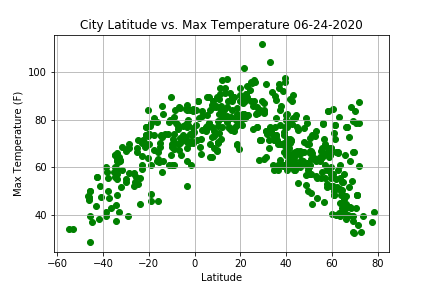 City Latitude vs. Max Temperature 06-24-2020
Max Temperature (F)
100
80
60
40
−60 −40 −20 0 20 40 60 80
Latitude